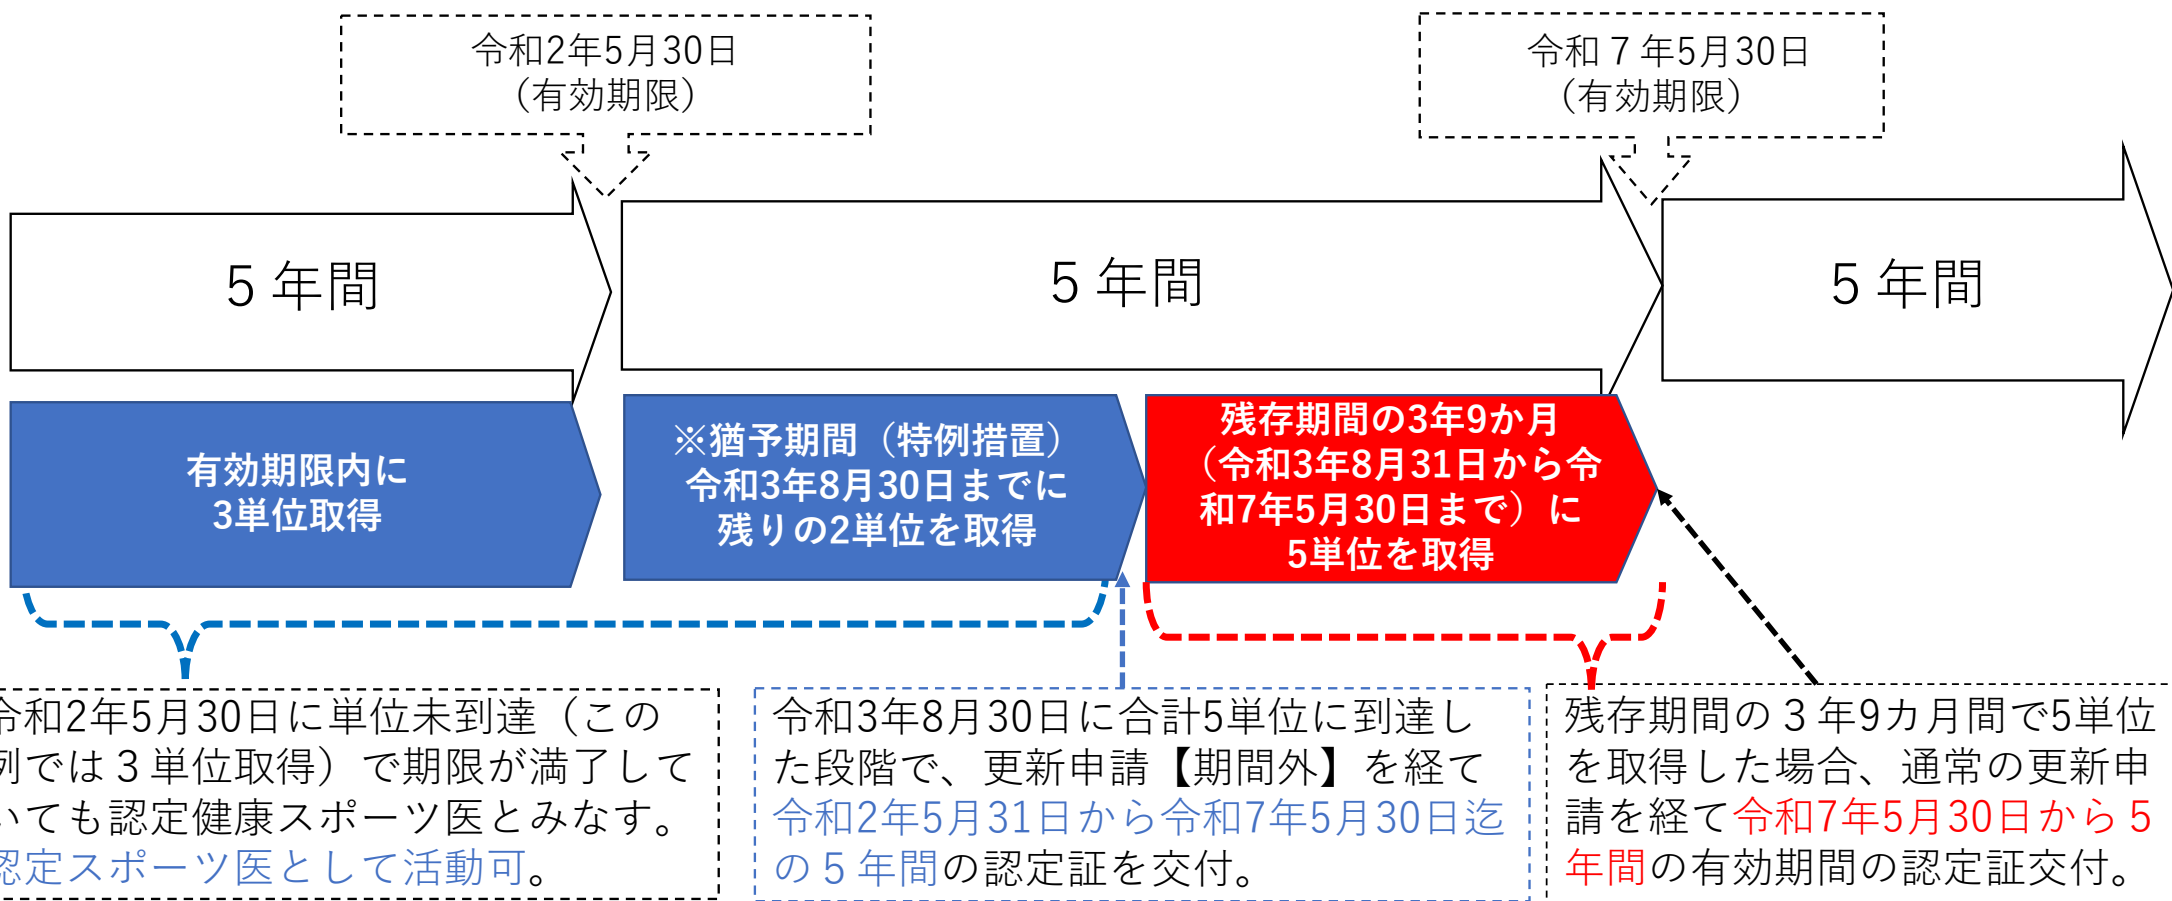 令和2年5月30日
（有効期限）
令和７年5月30日
（有効期限）
５年間
５年間
５年間
有効期限内に
3単位取得
※猶予期間（特例措置）
令和3年8月30日までに
残りの2単位を取得
残存期間の3年9か月
（令和3年8月31日から令
和7年5月30日まで）に
5単位を取得
令和2年5月30日に単位未到達（この
例では３単位取得）で期限が満了して
いても認定健康スポーツ医とみなす。
認定スポーツ医として活動可。
令和3年8月30日に合計5単位に到達し
た段階で、更新申請【期間外】を経て
令和2年5月31日から令和7年5月30日迄
の５年間の認定証を交付。
残存期間の３年9カ月間で5単位
を取得した場合、通常の更新申
請を経て令和7年5月30日から５
年間の有効期間の認定証交付。